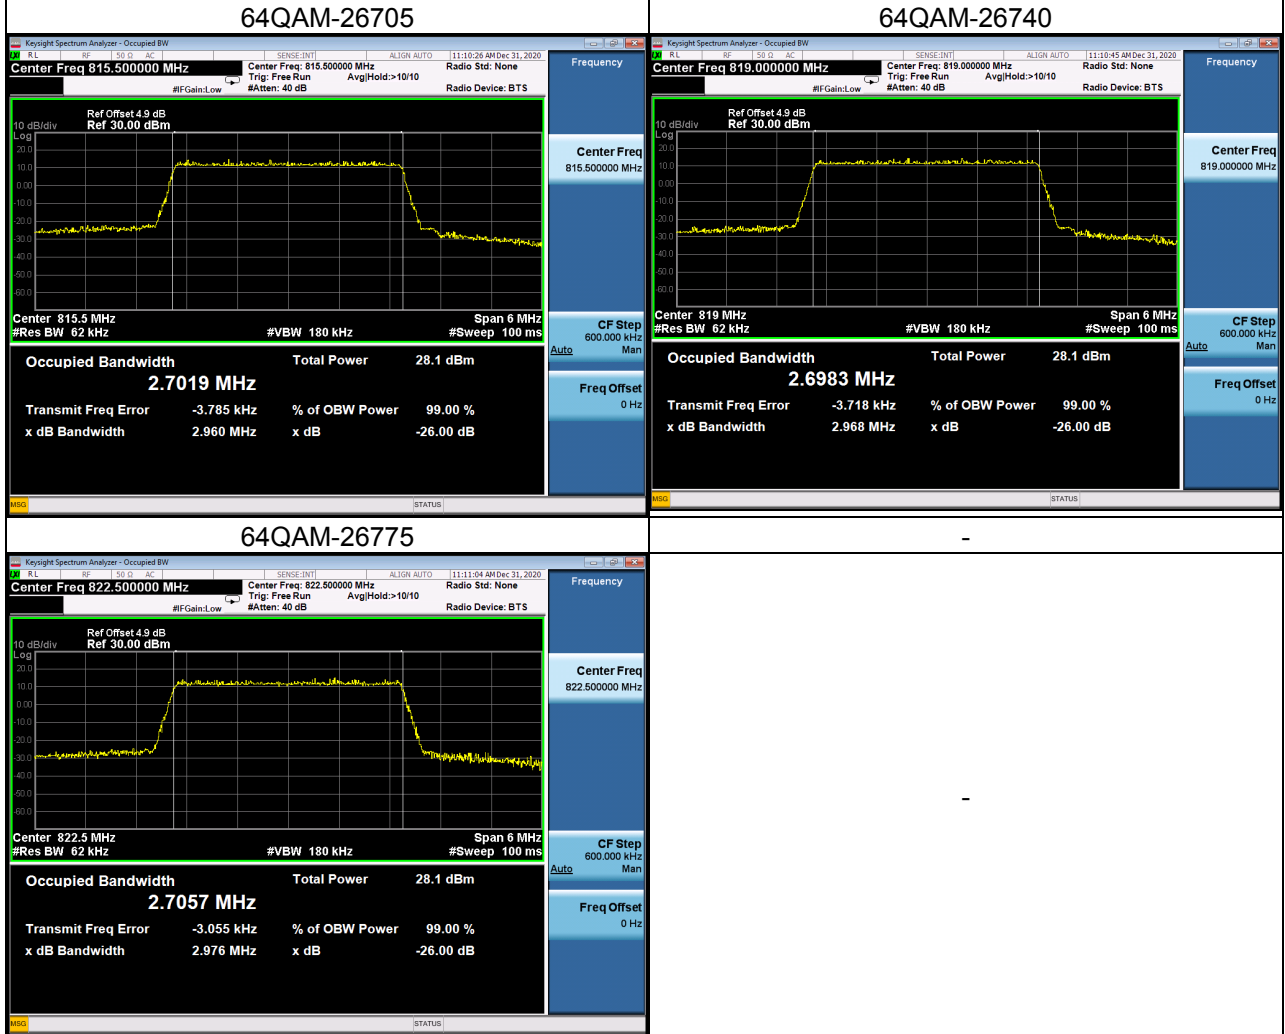 64QAM-26705
Keysight Spectrum Analyzer - Occupied BW
LXI RL RF 50 Ω AC SENSE:INT ALIGN AUTO 11:10:26 AM Dec 31, 2020
Center Freq 815.500000 MHz
Center Freq: 815.500000 MHz Radio Std: None
Trig: Free Run Avg|Hold:>10/10
#IFGain:Low #Atten: 40 dB Radio Device: BTS
Ref Offset 4.9 dB
10 dB/div Ref 30.00 dBm
Log
20.0
10.0
0.00
-10.0
-20.0
-30.0
-40.0
-50.0
-60.0
Center 815.5 MHz Span 6 MHz
#Res BW 62 kHz #VBW 180 kHz #Sweep 100 ms
Occupied Bandwidth Total Power 28.1 dBm
2.7019 MHz
Transmit Freq Error -3.785 kHz % of OBW Power 99.00 %
x dB Bandwidth 2.960 MHz x dB -26.00 dB
MSG STATUS
Frequency
Center Freq
815.500000 MHz
CF Step
600.000 kHz
Auto Man
Freq Offset
0 Hz
64QAM-26740
Keysight Spectrum Analyzer - Occupied BW
LXI RL RF 50 Ω AC SENSE:INT ALIGN AUTO 11:10:45 AM Dec 31, 2020
Center Freq 819.000000 MHz
Center Freq: 819.000000 MHz Radio Std: None
Trig: Free Run Avg|Hold:>10/10
#IFGain:Low #Atten: 40 dB Radio Device: BTS
Ref Offset 4.9 dB
10 dB/div Ref 30.00 dBm
Log
20.0
10.0
0.00
-10.0
-20.0
-30.0
-40.0
-50.0
-60.0
Center 819 MHz Span 6 MHz
#Res BW 62 kHz #VBW 180 kHz #Sweep 100 ms
Occupied Bandwidth Total Power 28.1 dBm
2.6983 MHz
Transmit Freq Error -3.718 kHz % of OBW Power 99.00 %
x dB Bandwidth 2.968 MHz x dB -26.00 dB
MSG STATUS
Frequency
Center Freq
819.000000 MHz
CF Step
600.000 kHz
Auto Man
Freq Offset
0 Hz
64QAM-26775
Keysight Spectrum Analyzer - Occupied BW
LXI RL RF 50 Ω AC SENSE:INT ALIGN AUTO 11:11:04 AM Dec 31, 2020
Center Freq 822.500000 MHz
Center Freq: 822.500000 MHz Radio Std: None
Trig: Free Run Avg|Hold:>10/10
#IFGain:Low #Atten: 40 dB Radio Device: BTS
Ref Offset 4.9 dB
10 dB/div Ref 30.00 dBm
Log
20.0
10.0
0.00
-10.0
-20.0
-30.0
-40.0
-50.0
-60.0
Center 822.5 MHz Span 6 MHz
#Res BW 62 kHz #VBW 180 kHz #Sweep 100 ms
Occupied Bandwidth Total Power 28.1 dBm
2.7057 MHz
Transmit Freq Error -3.055 kHz % of OBW Power 99.00 %
x dB Bandwidth 2.976 MHz x dB -26.00 dB
MSG STATUS
Frequency
Center Freq
822.500000 MHz
CF Step
600.000 kHz
Auto Man
Freq Offset
0 Hz
-
-